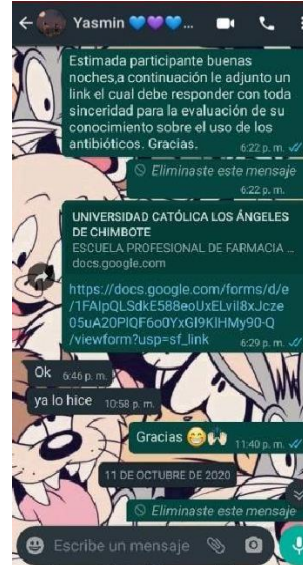 Yasmin 💙💜💙...
Estimada participante buenas
noches,a continuación le adjunto un
link el cual debe responder con toda
sinceridad para la evaluación de su
conocimiento sobre el uso de los
antibióticos. Gracias. 6:22 p. m.
Eliminaste este mensaje
6:22 p. m.
UNIVERSIDAD CATÓLICA LOS ÁNGELES
DE CHIMBOTE
ESCUELA PROFESIONAL DE FARMACIA ...
docs.google.com
https://docs.google.com/forms/d/e
/1FAIpQLSdkE588eoUxELvil8xJcze
05uA20PlQF6o0YxGI9KIHMy90-Q
/viewform?usp=sf_link 6:29 p. m.
Ok 6:46 p. m.
ya lo hice 10:58 p. m.
Gracias 😁🙌 11:40 p. m.
11 DE OCTUBRE DE 2020
Eliminaste este mensaje
Escribe un mensaje